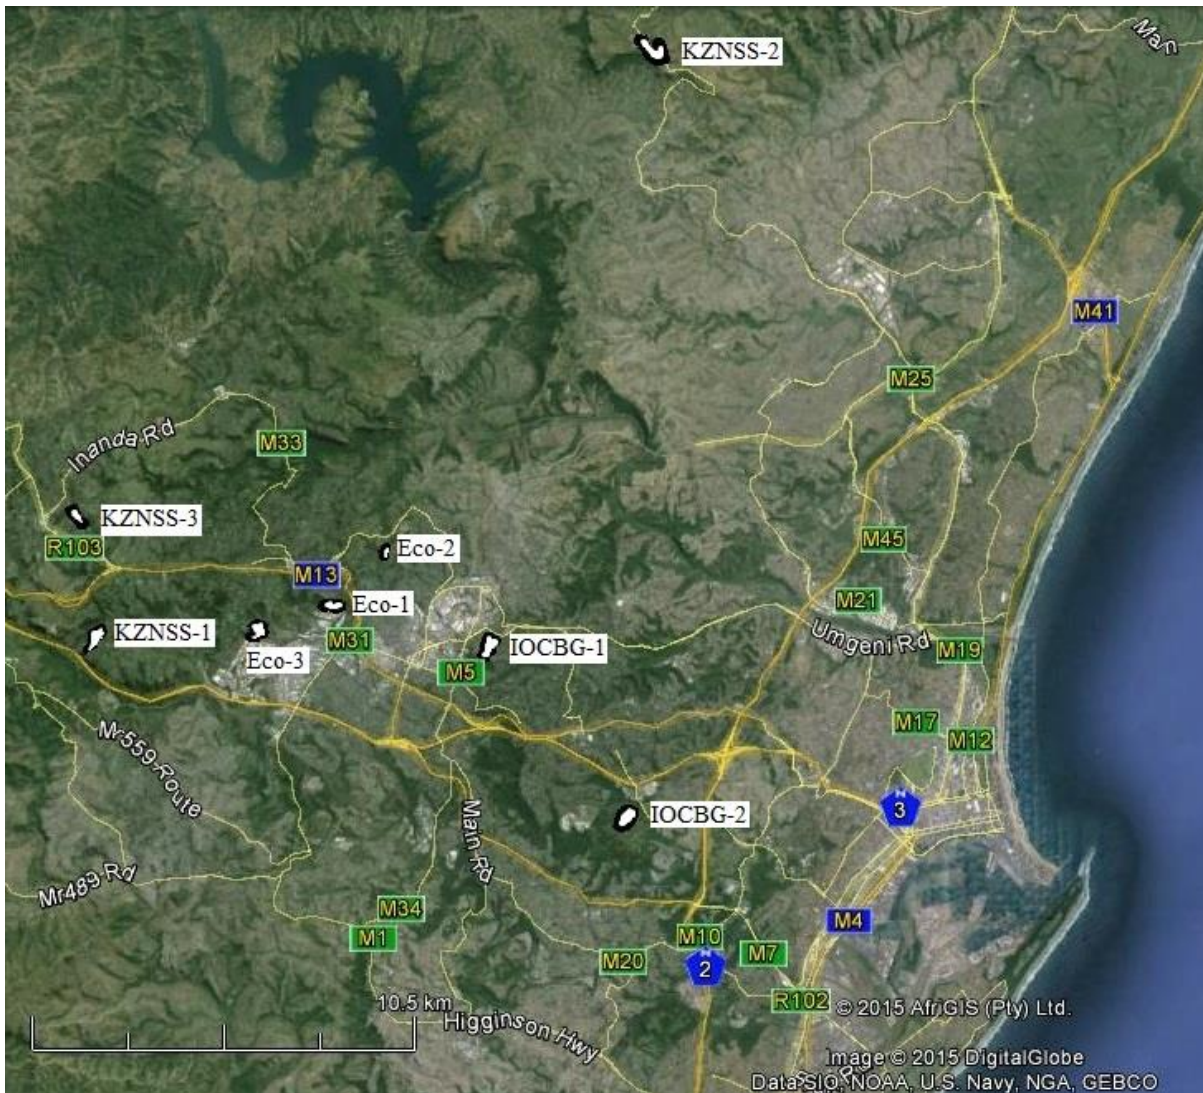 KZNSS-2
M41
M25
Inanda Rd
M33
KZNSS-3
R103
Eco-2
M45
M13
Eco-1
M21
KZNSS-1
M31
Umgeni Rd
Eco-3
IOCBG-1
M19
M5
M17
M12
Mr559 Route
N
3
IOCBG-2
Main Rd
Mr489 Rd
M34
M4
M1
M10
M7
M20
N
2
10.5 km
R102
© 2015 AfriGIS (Pty) Ltd.
Higginson Hwy
Image © 2015 DigitalGlobe
Data SIO, NOAA, U.S. Navy, NGA, GEBCO